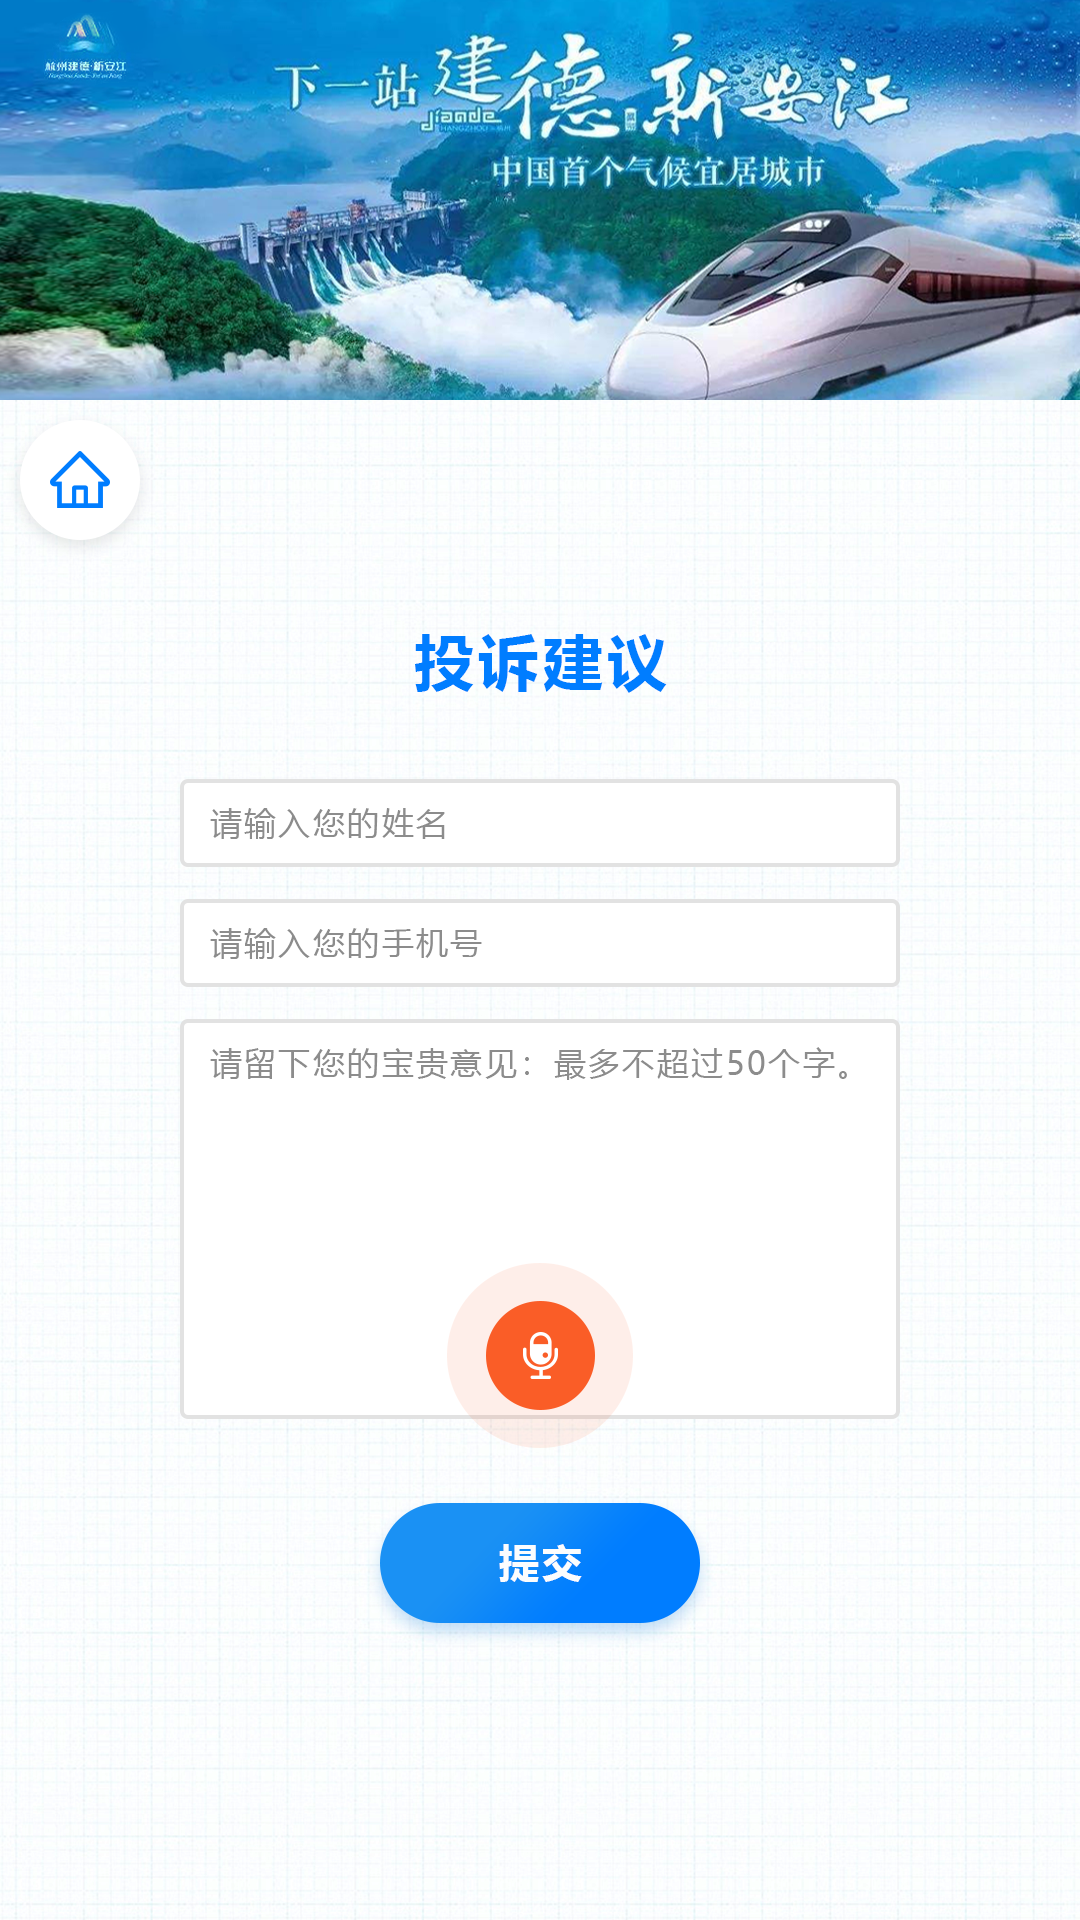 杭州建德·新安江
下一站 建德 新安江
jiande
HANGZHOU
中国首个气候宜居城市
投诉建议
请输入您的姓名
请输入您的手机号
请留下您的宝贵意见：最多不超过50个字。
提交